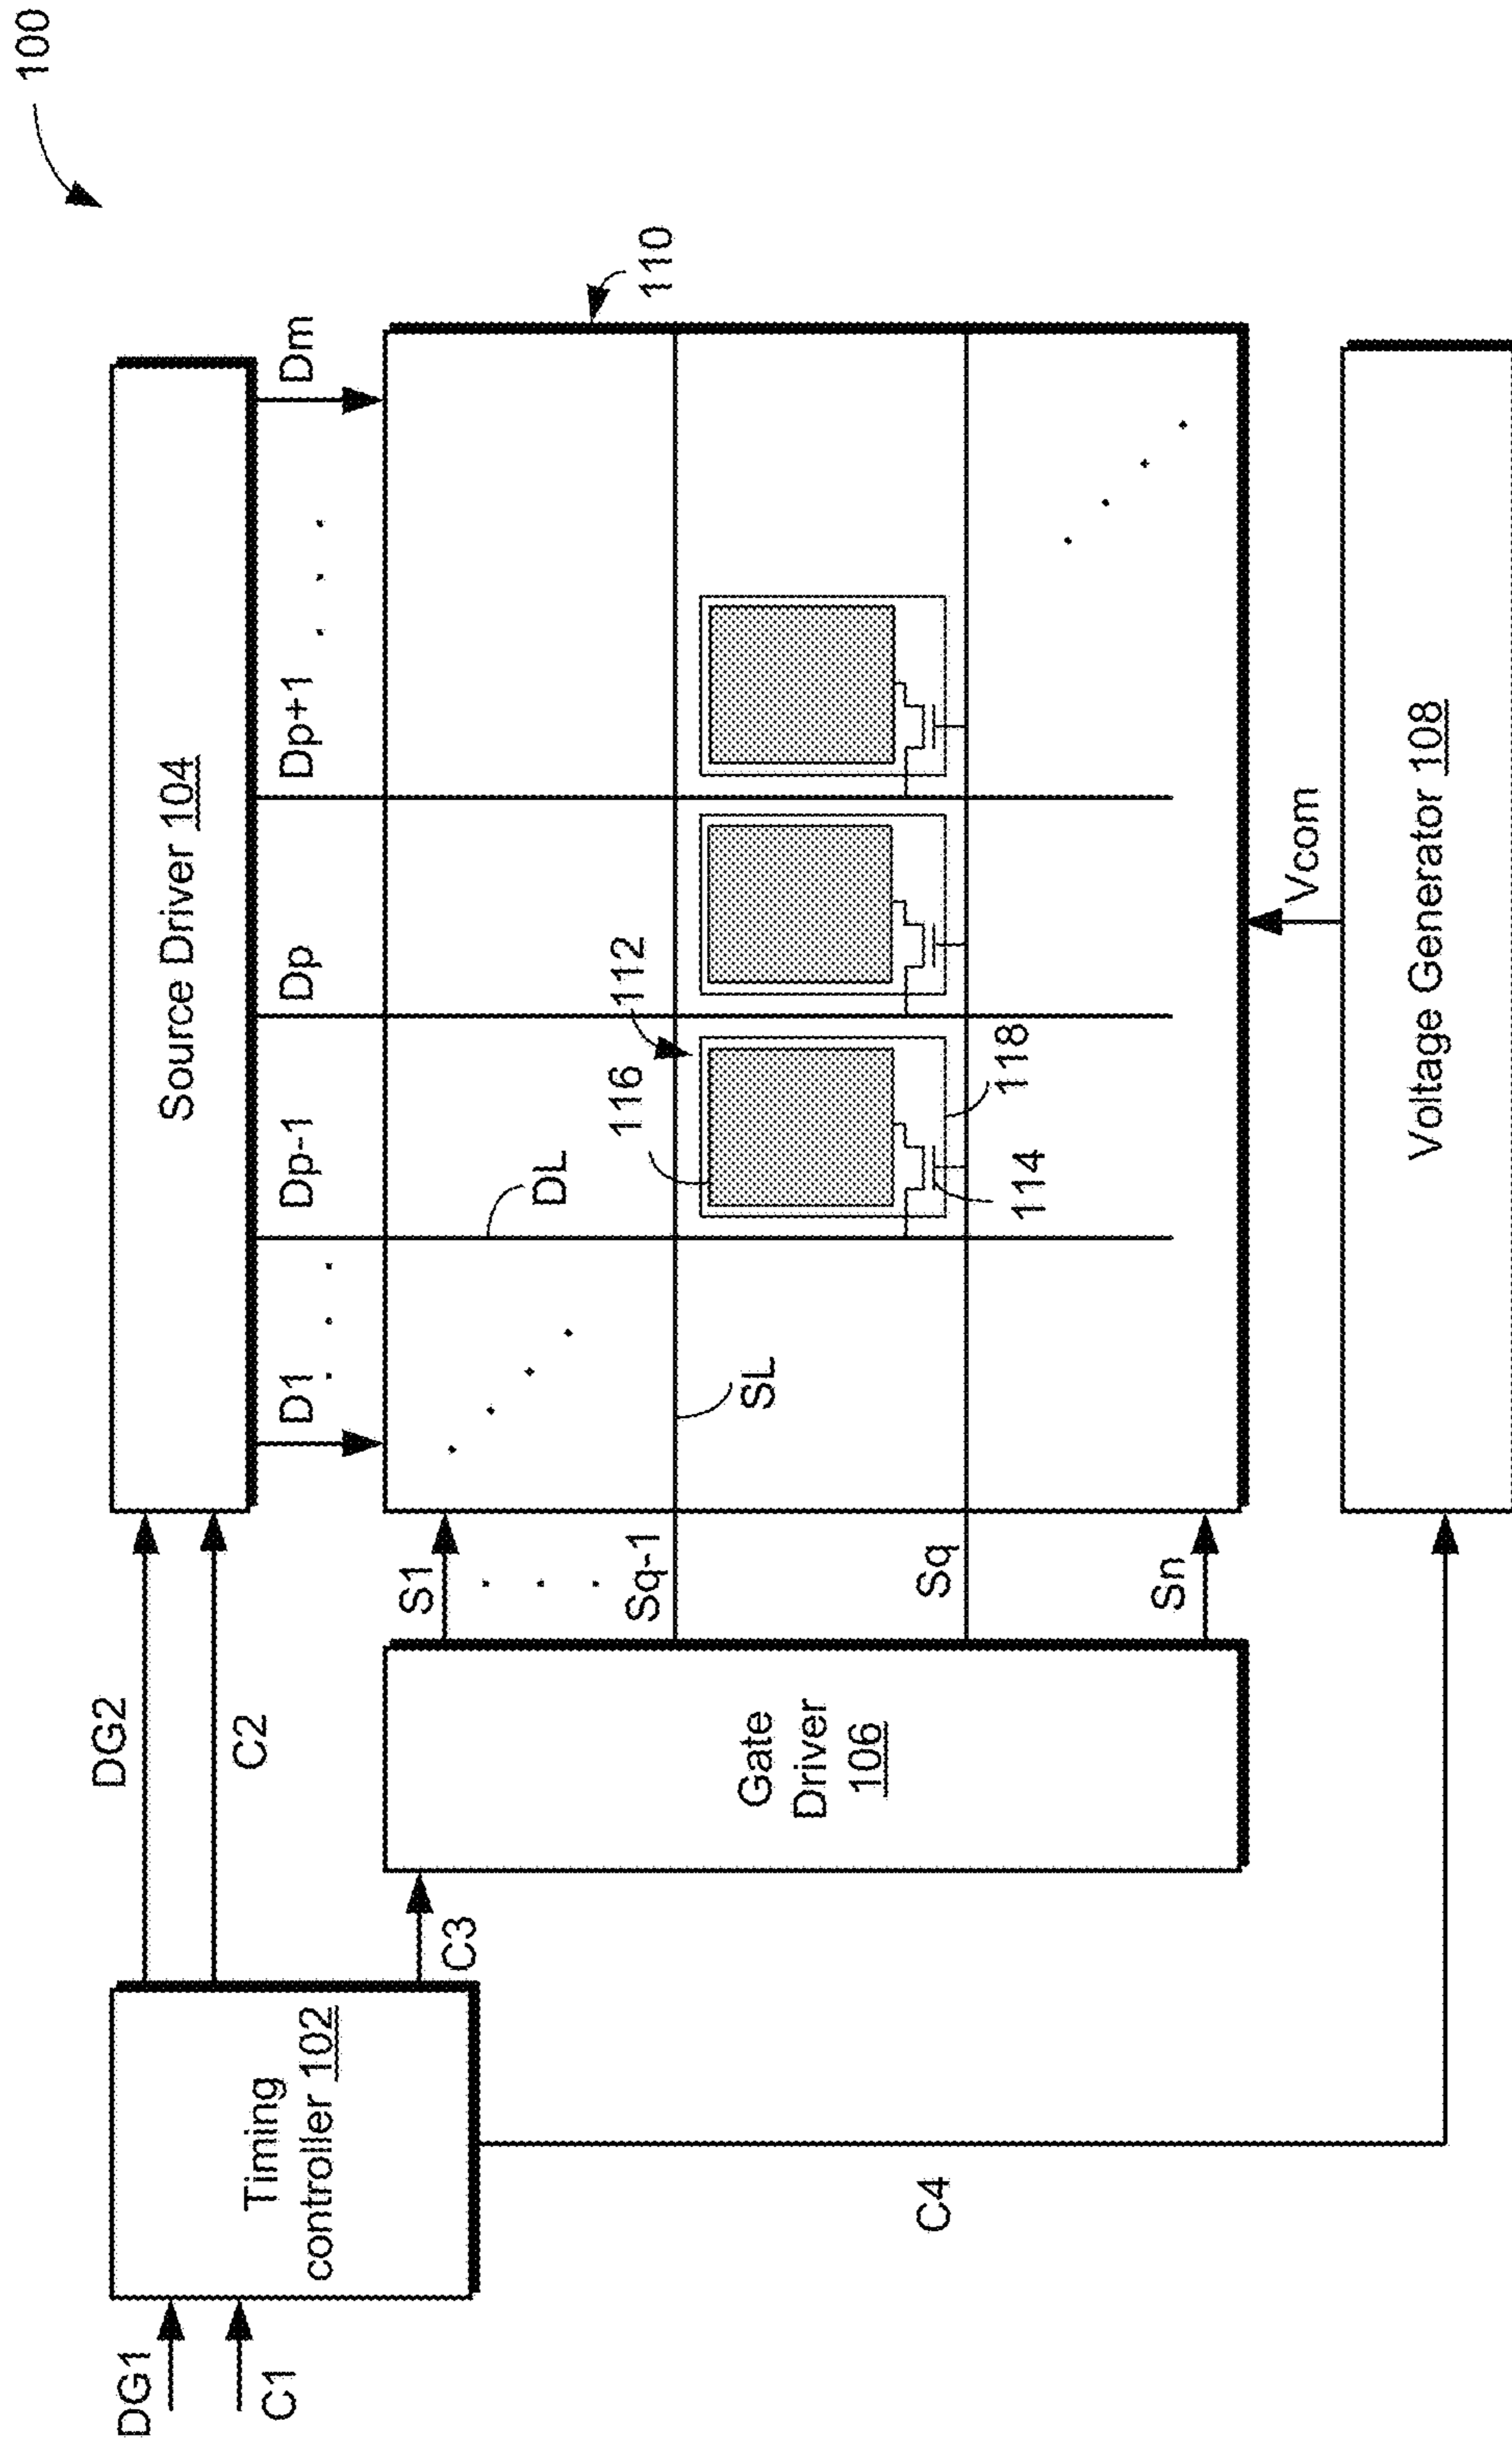 100
DG1
C1
Timing
controller 102
DG2
C2
C3
C4
Source Driver 104
D1
Dp-1
Dp
Dp+1
Dm
Gate
Driver
106
S1
Sq-1
Sq
Sn
DL
SL
110
112
116
114
118
Vcom
Voltage Generator 108